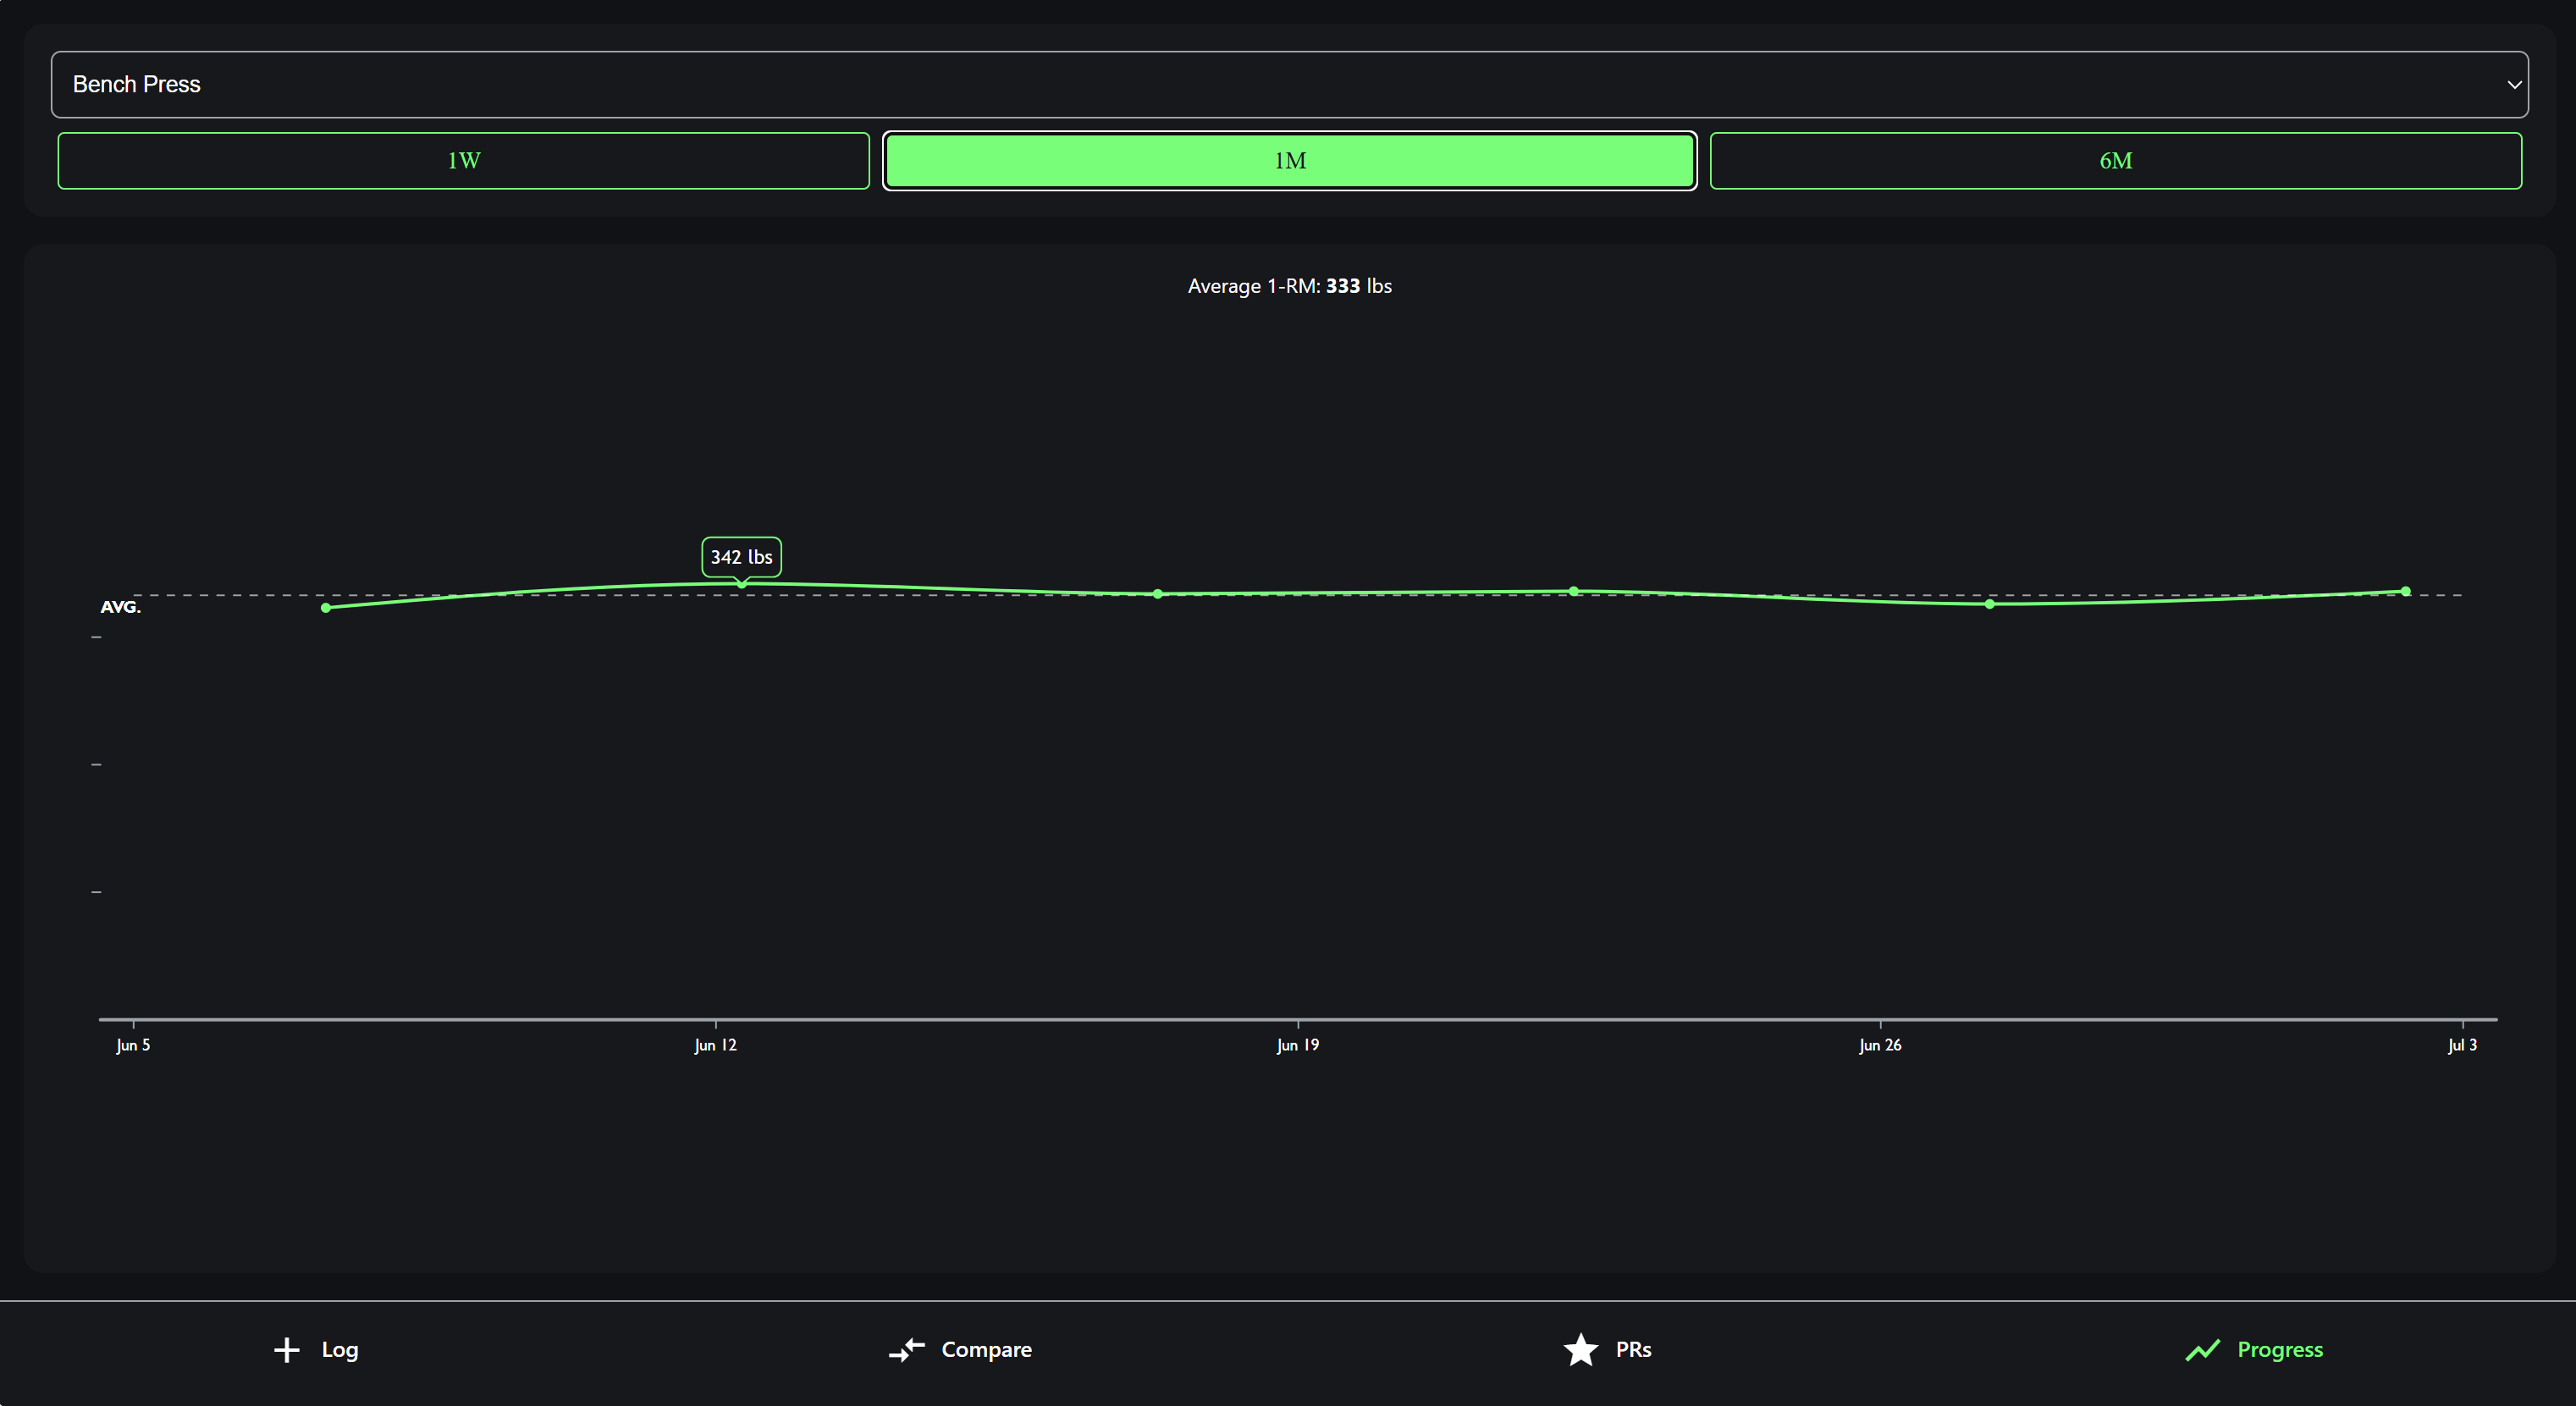 Bench Press
1W
1M
6M
Average 1-RM: 333 lbs
342 lbs
AVG.
Jun 5
Jun 12
Jun 19
Jun 26
Jul 3
Log
Compare
PRs
Progress